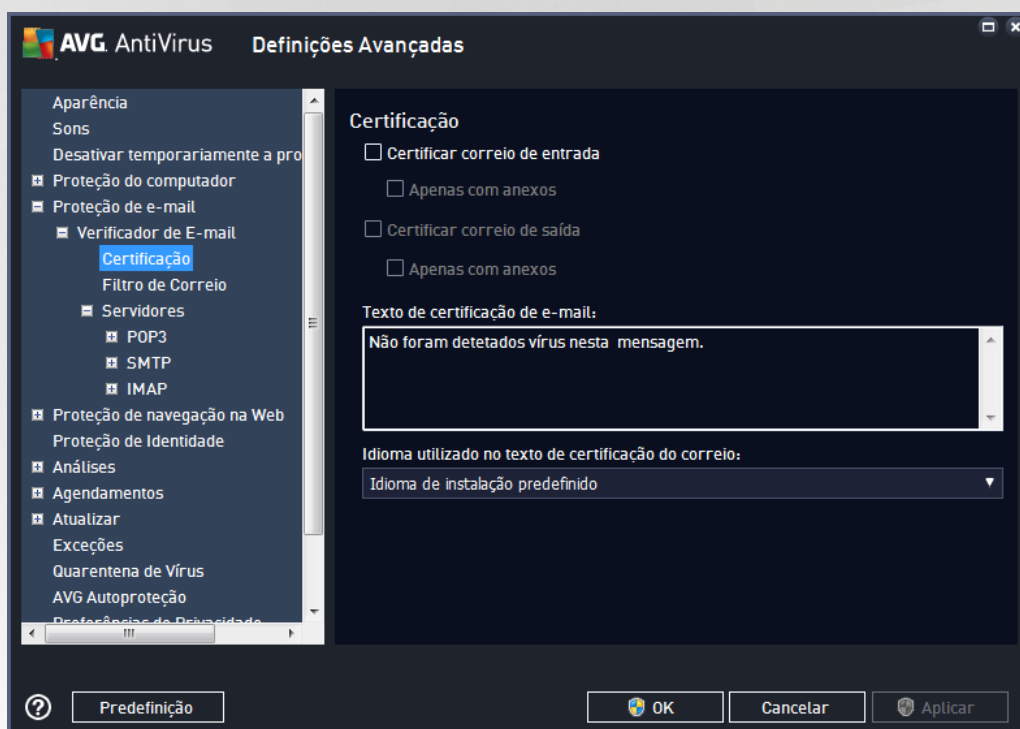 AVG. AntiVirus Definições Avançadas
Aparência
Sons
Desativar temporariamente a pro
Proteção do computador
Proteção de e-mail
Verificador de E-mail
Certificação
Filtro de Correio
Servidores
POP3
SMTP
IMAP
Proteção de navegação na Web
Proteção de Identidade
Análises
Agendamentos
Atualizar
Exceções
Quarentena de Vírus
AVG Autoproteção
Preferências de Privacidade
Certificação
Certificar correio de entrada
Apenas com anexos
Certificar correio de saída
Apenas com anexos
Texto de certificação de e-mail:
Não foram detetados vírus nesta  mensagem.
Idioma utilizado no texto de certificação do correio:
Idioma de instalação predefinido
? Predefinição OK Cancelar Aplicar